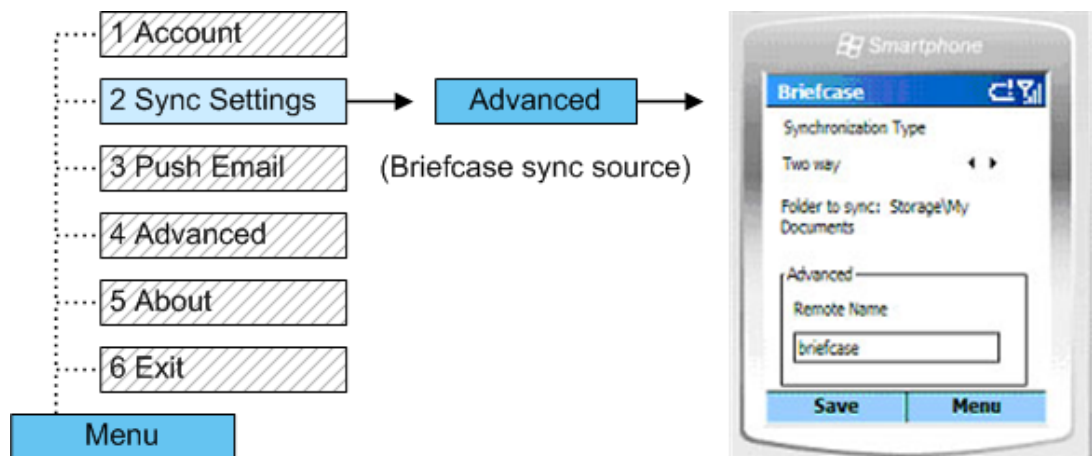 1 Account
2 Sync Settings
3 Push Email
4 Advanced
5 About
6 Exit
Menu
Advanced
(Briefcase sync source)
Smartphone
Briefcase
Synchronization Type
Two way
Folder to sync: Storage\My
Documents
Advanced
Remote Name
briefcase
Save Menu